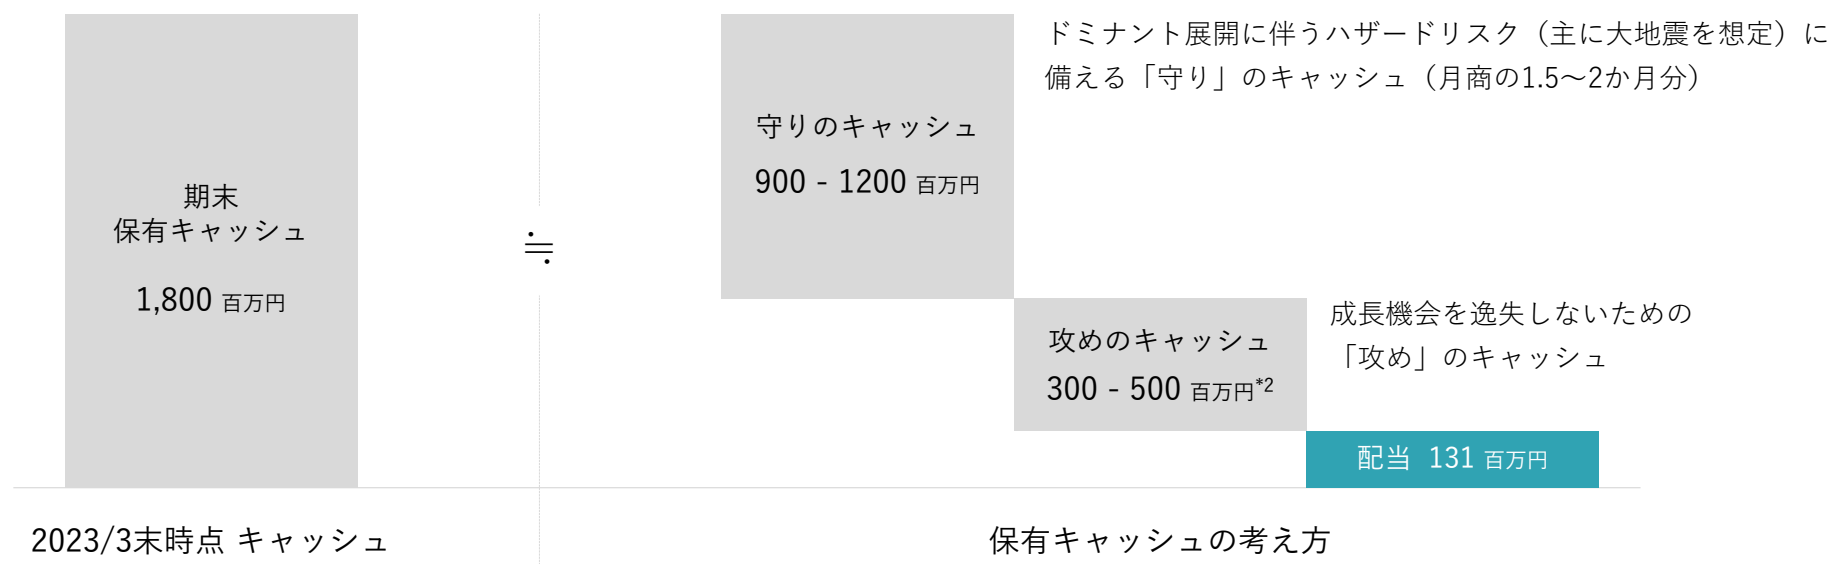 期末
保有キャッシュ
1,800 百万円
≒
守りのキャッシュ
900 - 1200 百万円
ドミナント展開に伴うハザードリスク（主に大地震を想定）に
備える「守り」のキャッシュ（月商の1.5〜2か月分）
攻めのキャッシュ
300 - 500 百万円*2
成長機会を逸失しないための
「攻め」のキャッシュ
配当 131 百万円
2023/3末時点 キャッシュ
保有キャッシュの考え方